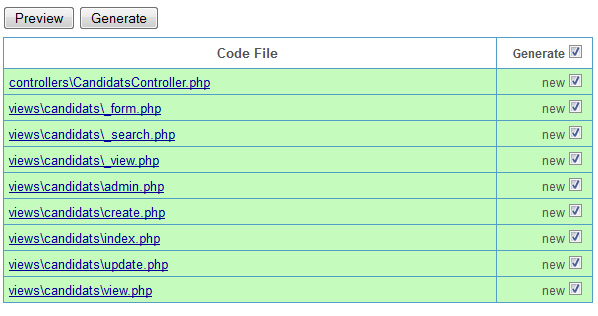 Preview Generate
Code File Generate
controllers\CandidatsController.php new
views\candidats\_form.php new
views\candidats\_search.php new
views\candidats\_view.php new
views\candidats\admin.php new
views\candidats\create.php new
views\candidats\index.php new
views\candidats\update.php new
views\candidats\view.php new